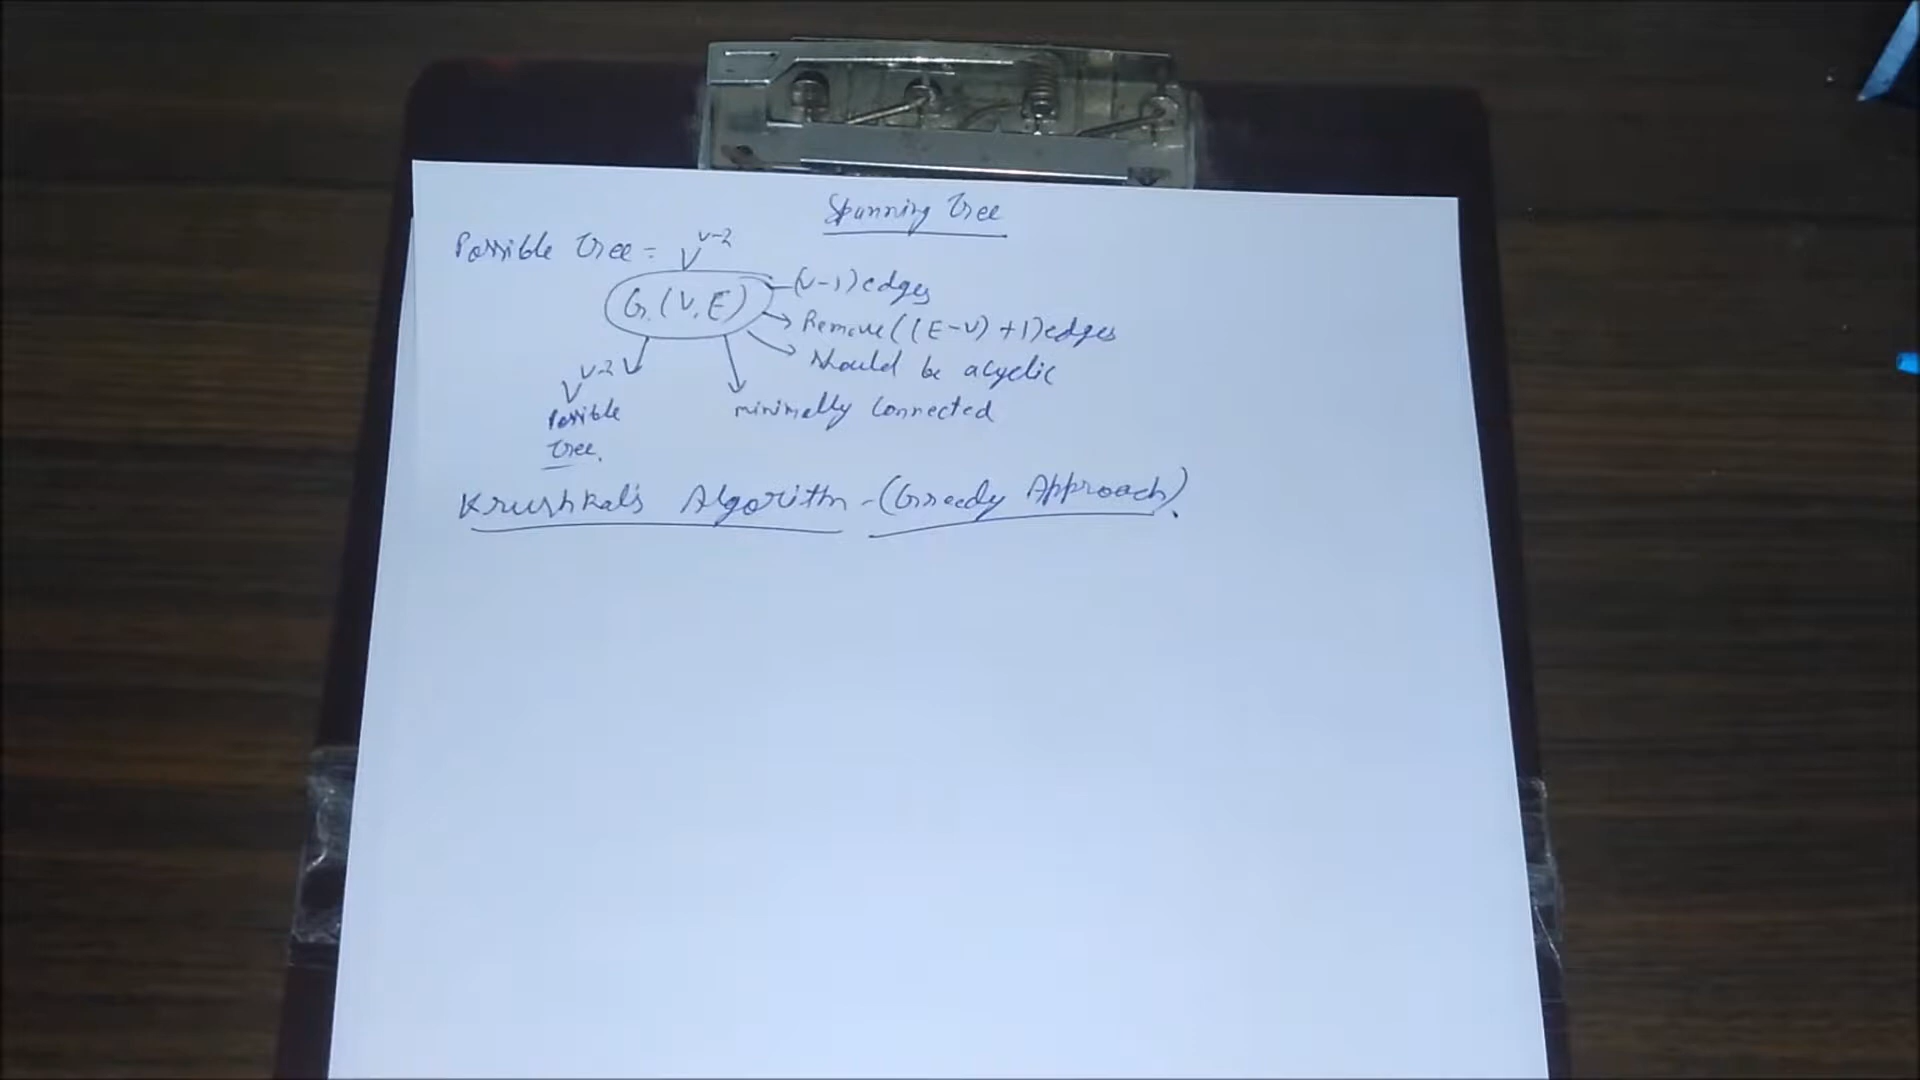 Spanning Tree
Possible Tree = V^v-2
G.(V,E)
(v-1) edges
Remove ((E-V) +1) edges
should be acyclic
minimally connected
V^v-2
Possible
Tree.
Krushkal's Algorithm - (Greedy Approach).